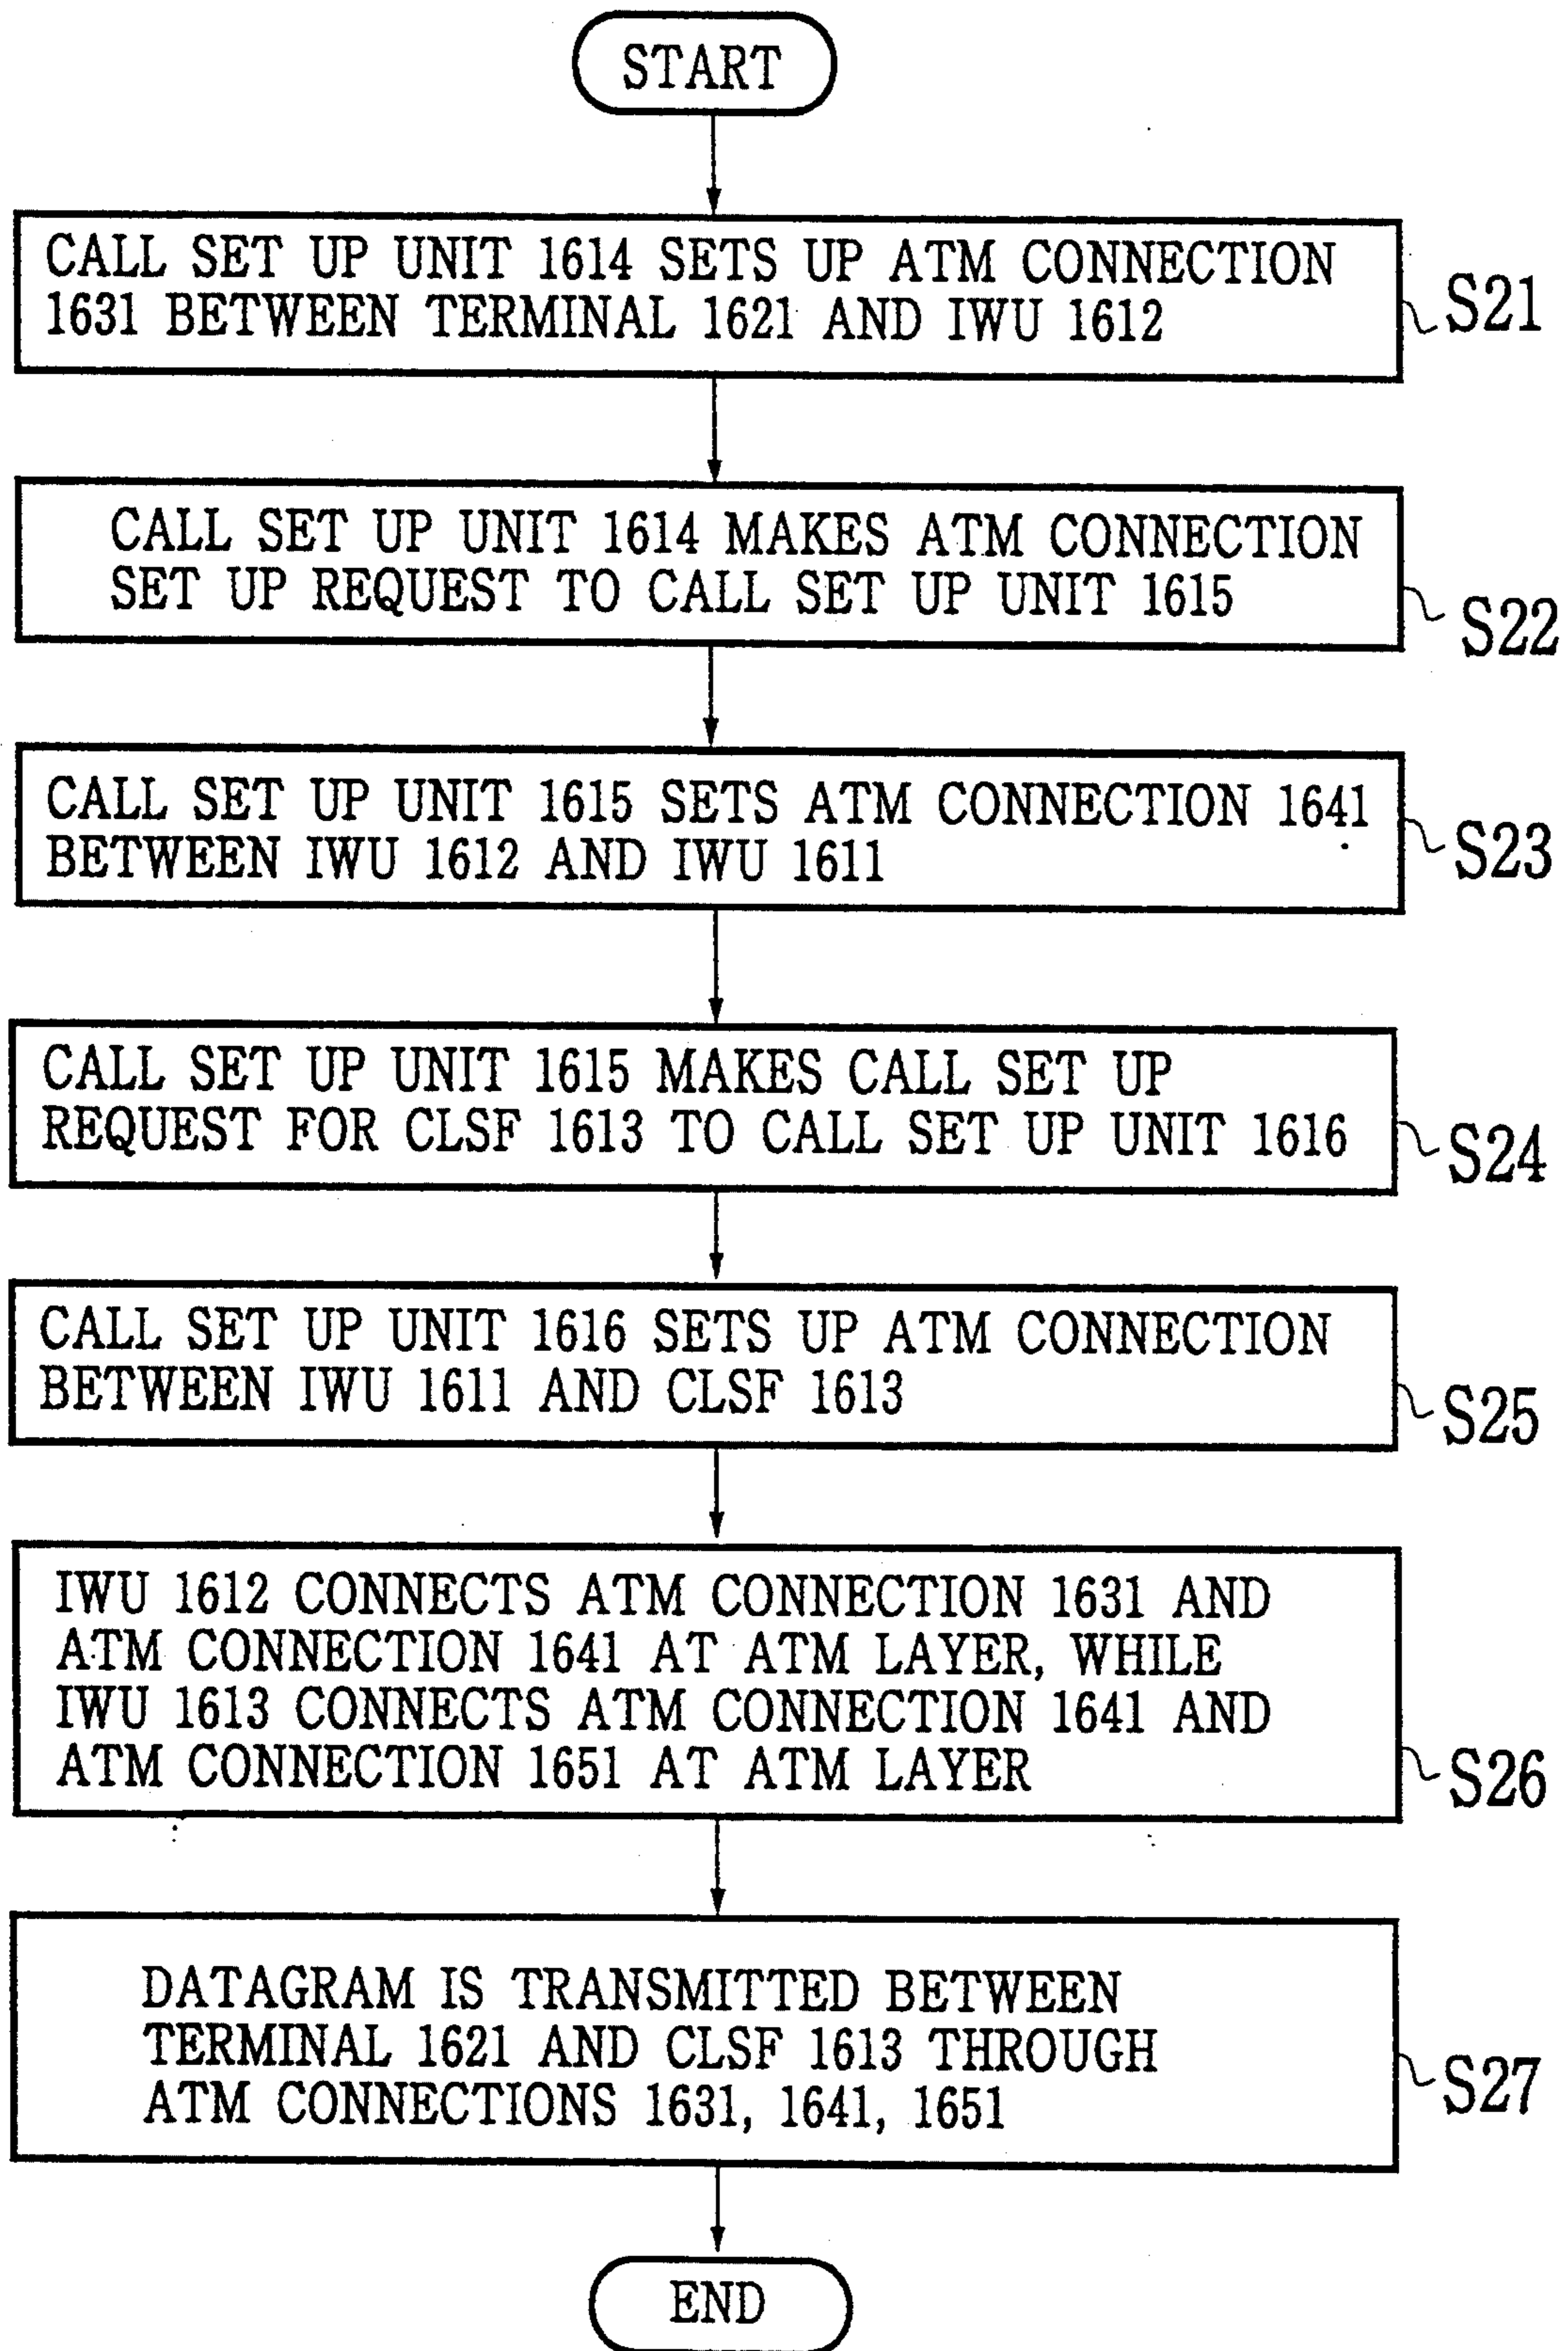 START
CALL SET UP UNIT 1614 SETS UP ATM CONNECTION
1631 BETWEEN TERMINAL 1621 AND IWU 1612
S21
CALL SET UP UNIT 1614 MAKES ATM CONNECTION
SET UP REQUEST TO CALL SET UP UNIT 1615
S22
CALL SET UP UNIT 1615 SETS ATM CONNECTION 1641
BETWEEN IWU 1612 AND IWU 1611
S23
CALL SET UP UNIT 1615 MAKES CALL SET UP
REQUEST FOR CLSF 1613 TO CALL SET UP UNIT 1616
S24
CALL SET UP UNIT 1616 SETS UP ATM CONNECTION
BETWEEN IWU 1611 AND CLSF 1613
S25
IWU 1612 CONNECTS ATM CONNECTION 1631 AND
ATM CONNECTION 1641 AT ATM LAYER, WHILE
IWU 1613 CONNECTS ATM CONNECTION 1641 AND
ATM CONNECTION 1651 AT ATM LAYER
S26
DATAGRAM IS TRANSMITTED BETWEEN
TERMINAL 1621 AND CLSF 1613 THROUGH
ATM CONNECTIONS 1631, 1641, 1651
S27
END